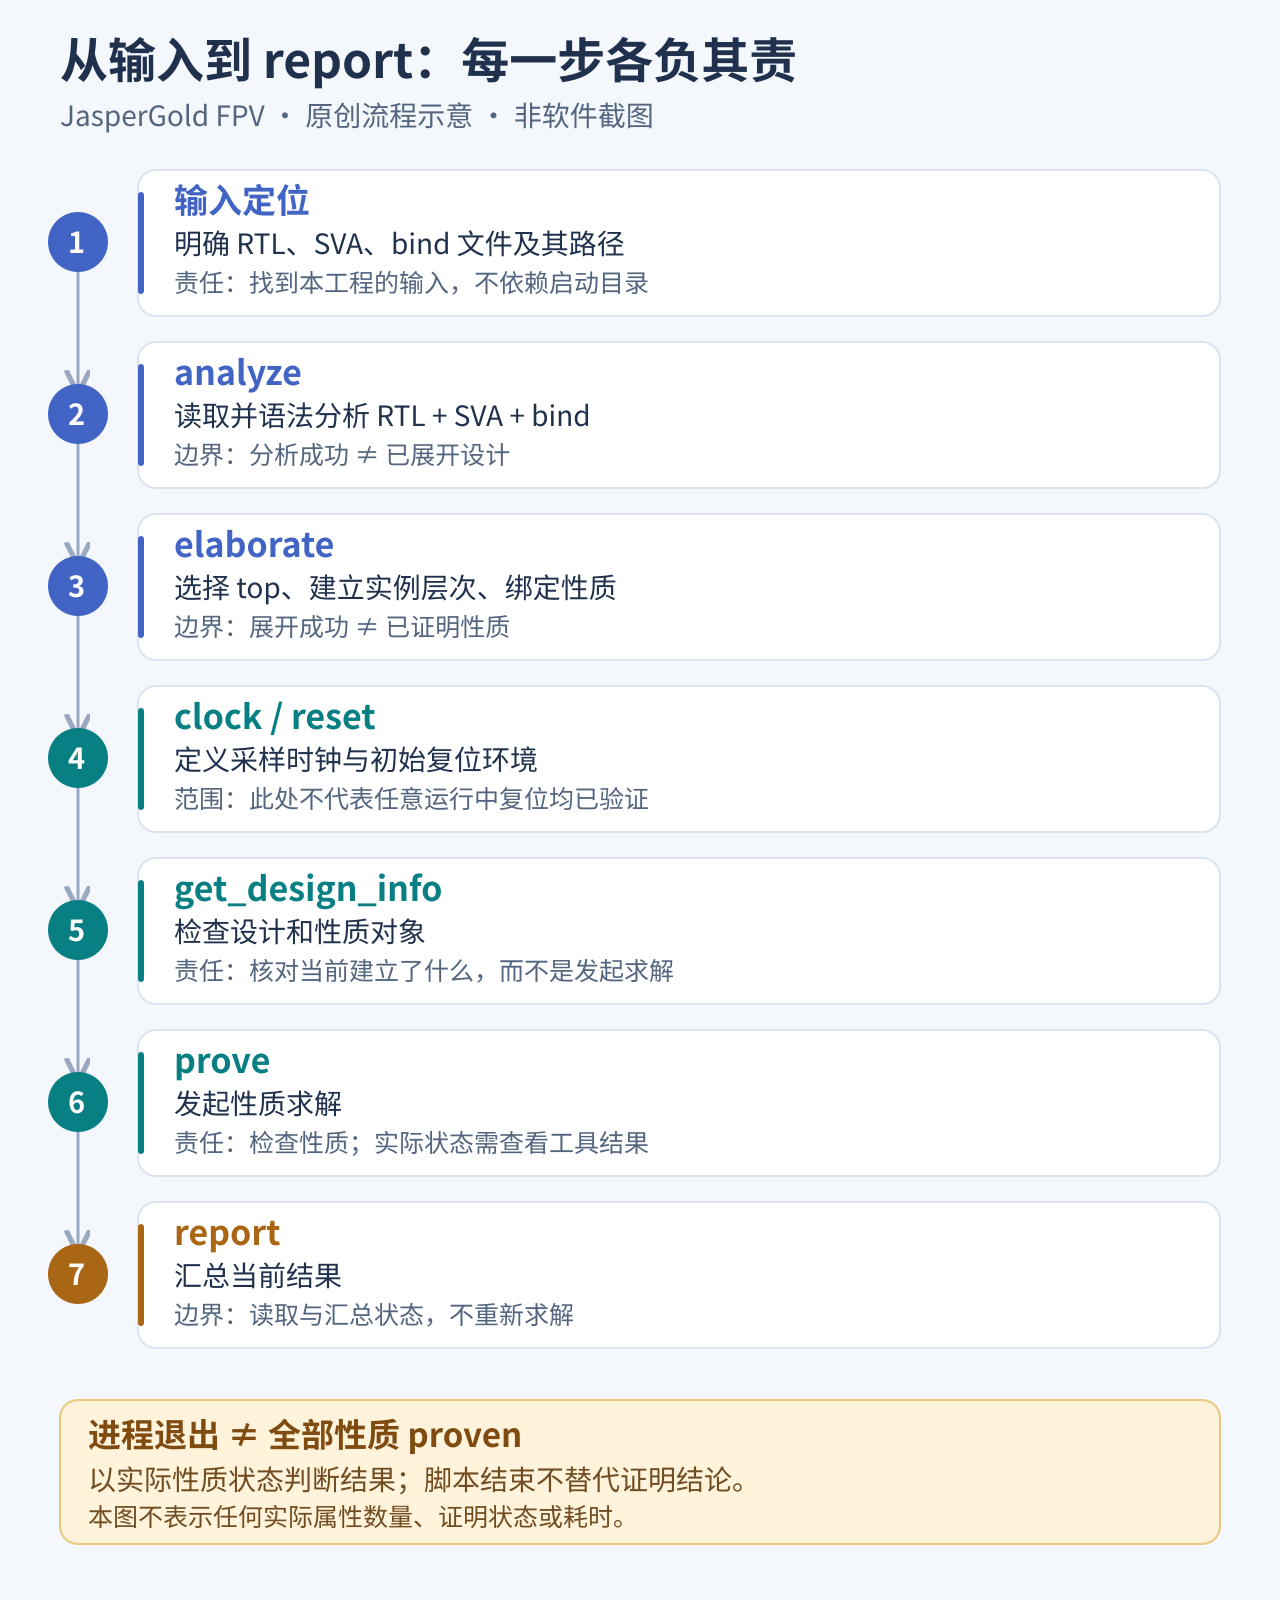 从输入到 report：每一步各负其责
JasperGold FPV · 原创流程示意 · 非软件截图
1
输入定位
明确 RTL、SVA、bind 文件及其路径
责任：找到本工程的输入，不依赖启动目录
2
analyze
读取并语法分析 RTL + SVA + bind
边界：分析成功 ≠ 已展开设计
3
elaborate
选择 top、建立实例层次、绑定性质
边界：展开成功 ≠ 已证明性质
4
clock / reset
定义采样时钟与初始复位环境
范围：此处不代表任意运行中复位均已验证
5
get_design_info
检查设计和性质对象
责任：核对当前建立了什么，而不是发起求解
6
prove
发起性质求解
责任：检查性质；实际状态需查看工具结果
7
report
汇总当前结果
边界：读取与汇总状态，不重新求解
进程退出 ≠ 全部性质 proven
以实际性质状态判断结果；脚本结束不替代证明结论。
本图不表示任何实际属性数量、证明状态或耗时。